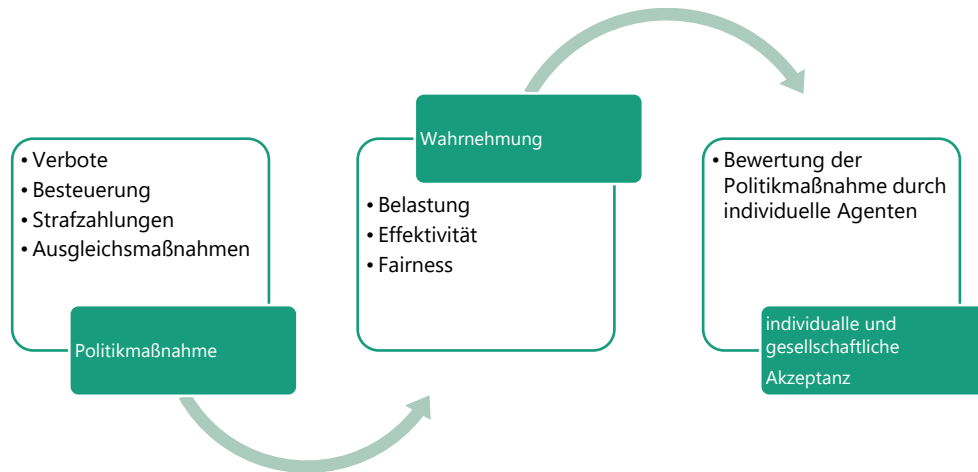 • Verbote
• Besteuerung
• Strafzahlungen
• Ausgleichsmaßnahmen
Politikmaßnahme
Wahrnehmung
• Belastung
• Effektivität
• Fairness
• Bewertung der
Politikmaßnahme durch
individuelle Agenten
individualle und
gesellschaftliche
Akzeptanz